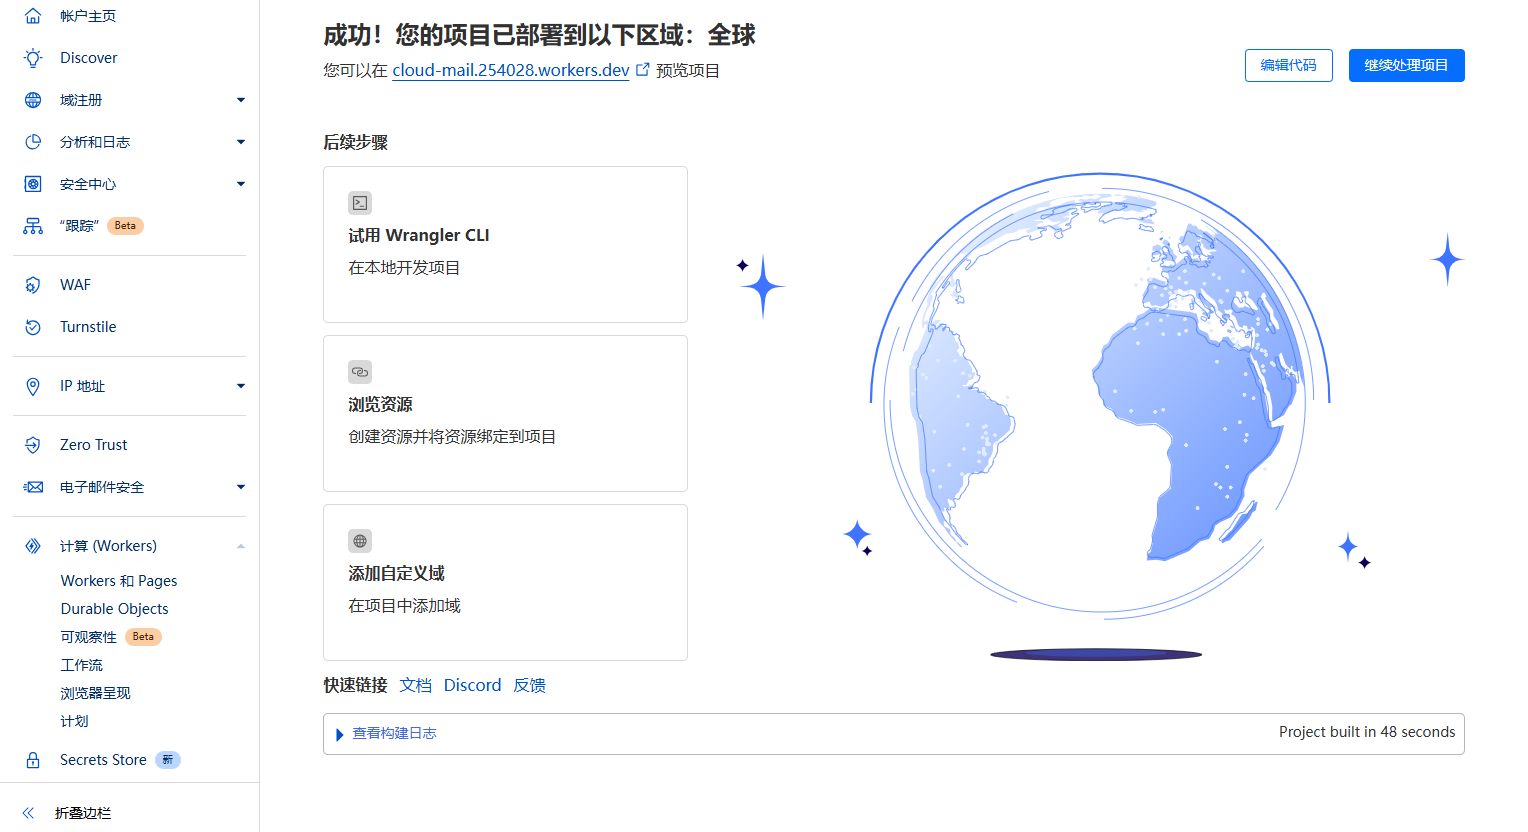 帐户主页
Discover
域注册
分析和日志
安全中心
“跟踪” Beta
WAF
Turnstile
IP 地址
Zero Trust
电子邮件安全
计算 (Workers)
Workers 和 Pages
Durable Objects
可观察性 Beta
工作流
浏览器呈现
计划
Secrets Store 新
折叠边栏
成功！您的项目已部署到以下区域：全球
您可以在 cloud-mail.254028.workers.dev 预览项目
编辑代码
继续处理项目
后续步骤
试用 Wrangler CLI
在本地开发项目
浏览资源
创建资源并将资源绑定到项目
添加自定义域
在项目中添加域
快速链接 文档 Discord 反馈
查看构建日志
Project built in 48 seconds